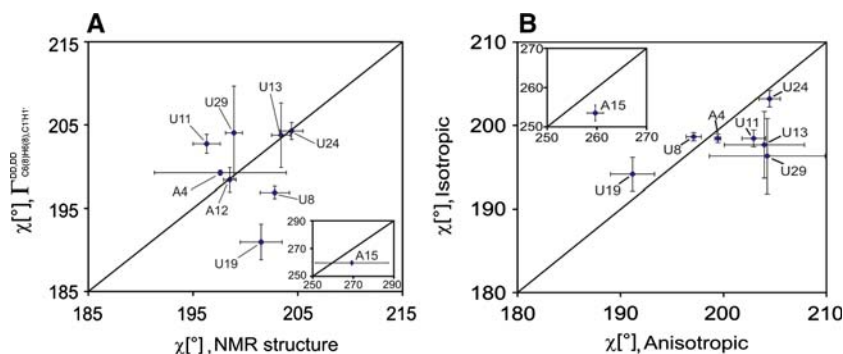 A
215
205
195
185
χ[°], Γ DD,DD C6(8)H6(8),C1'H1'
U13
U29
U11
U24
A4
A12
U8
U19
290
270
250
A15
250 270 290
185 195 205 215
χ[°], NMR structure
B
210
200
190
180
χ[°], Isotropic
270
260
250
A15
250 260 270
U24
A4 U11
U8
U13
U29
U19
180 190 200 210
χ[°], Anisotropic